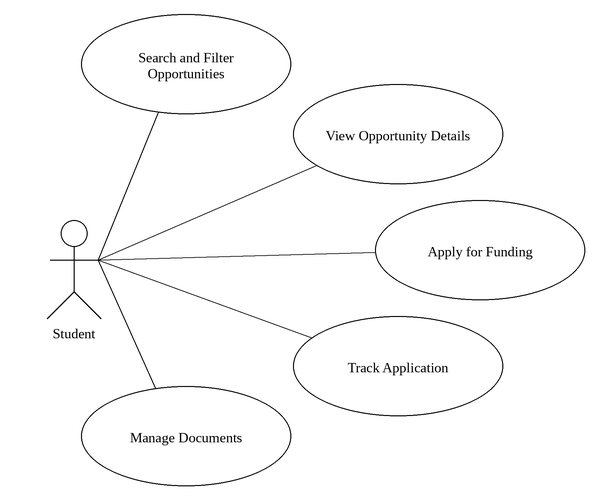 Search and Filter
Opportunities
View Opportunity Details
Apply for Funding
Student
Track Application
Manage Documents